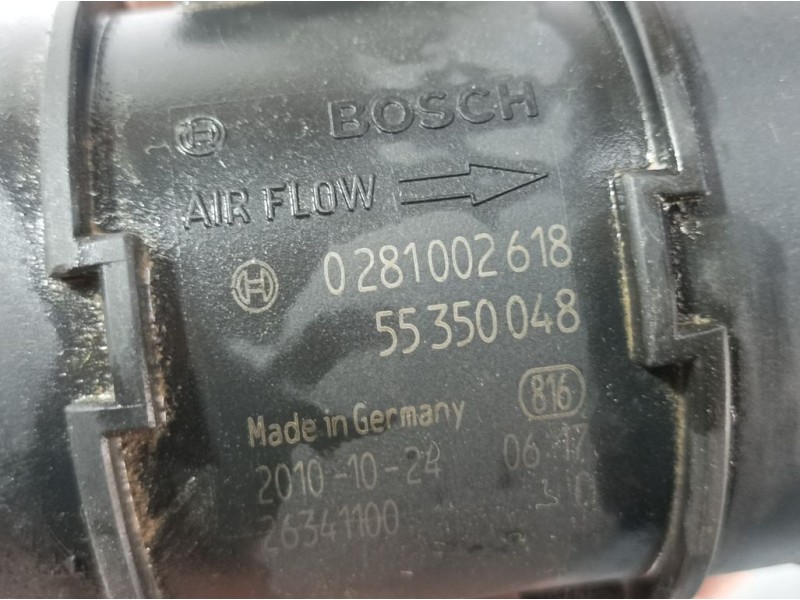 BOSCH
AIR FLOW
0 281 002 618
55 350 048
816
Made in Germany
2010-10-24 06 17
26341100